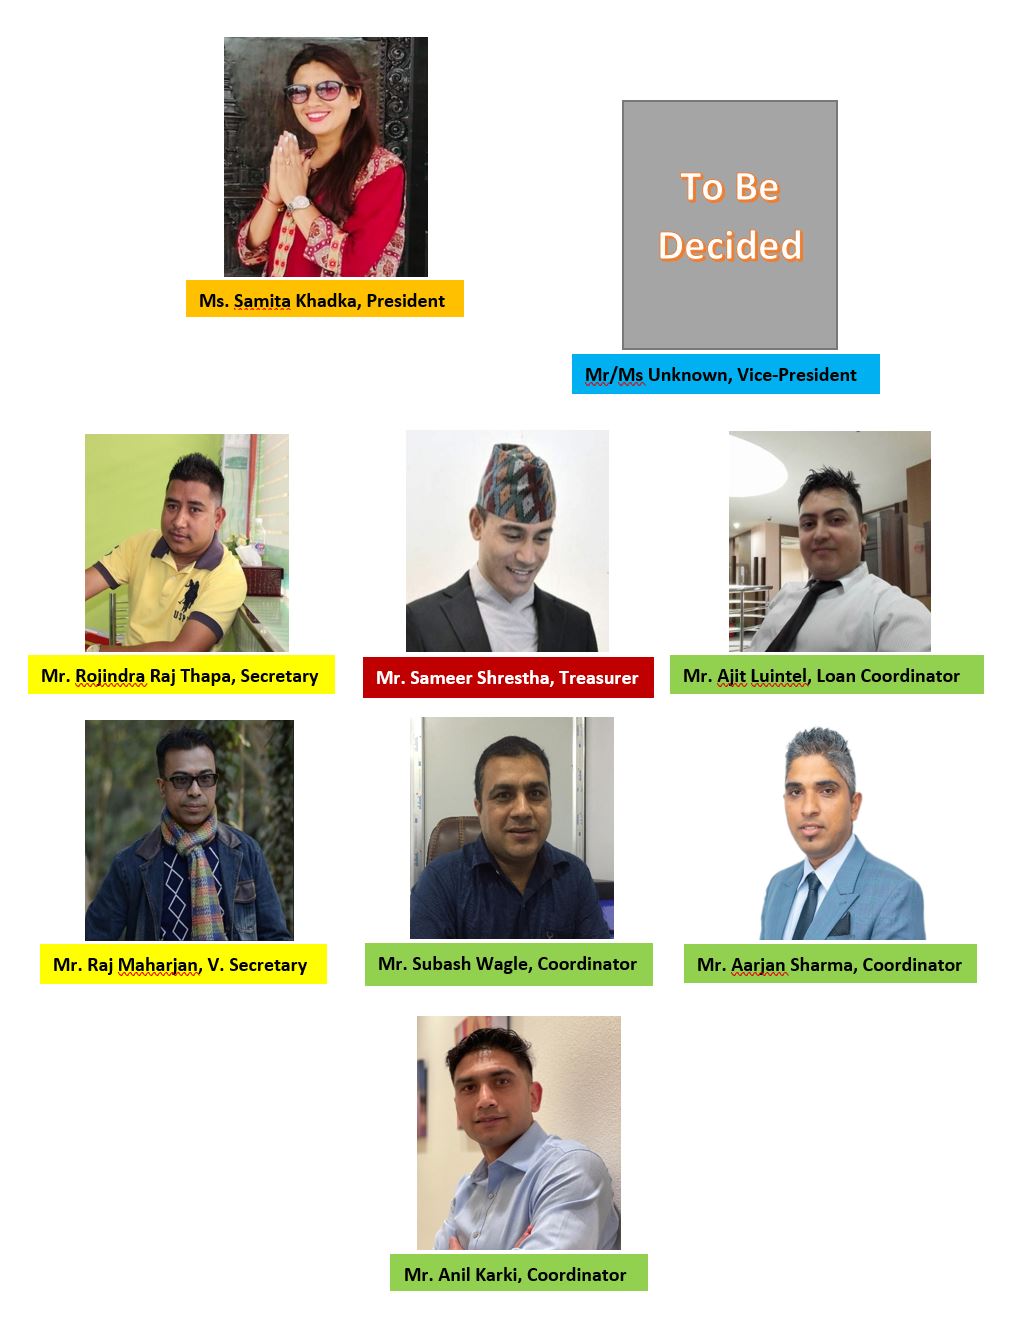 Ms. Samita Khadka, President
To Be
Decided
Mr/Ms Unknown, Vice-President
Mr. Rojindra Raj Thapa, Secretary
Mr. Sameer Shrestha, Treasurer
Mr. Ajit Luintel, Loan Coordinator
Mr. Raj Maharjan, V. Secretary
Mr. Subash Wagle, Coordinator
Mr. Aarjan Sharma, Coordinator
Mr. Anil Karki, Coordinator